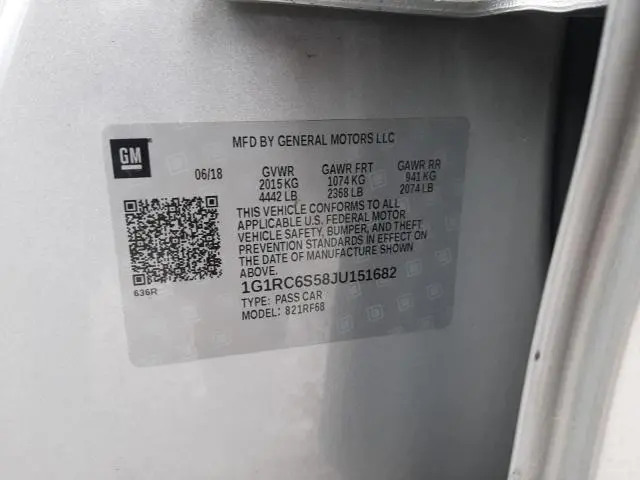 GM
MFD BY GENERAL MOTORS LLC
06/18 GVWR GAWR FRT GAWR RR
2015 KG 1074 KG 941 KG
4442 LB 2368 LB 2074 LB
THIS VEHICLE CONFORMS TO ALL
APPLICABLE U.S. FEDERAL MOTOR
VEHICLE SAFETY, BUMPER, AND THEFT
PREVENTION STANDARDS IN EFFECT ON
THE DATE OF MANUFACTURE SHOWN
ABOVE.
1G1RC6S58JU151682
TYPE: PASS CAR
MODEL: 821RF68
636R